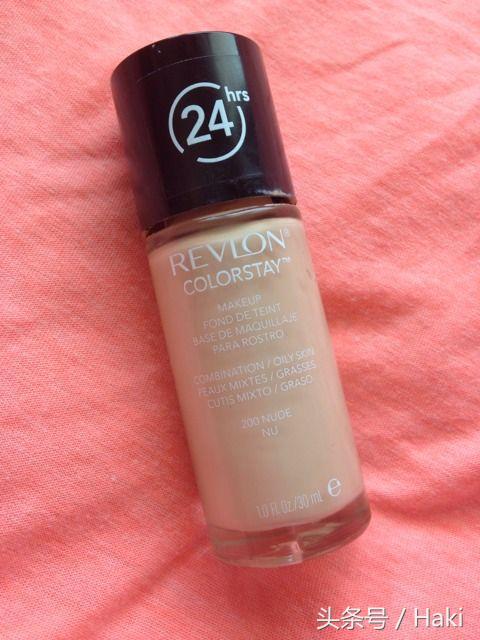 24 hrs
REVLON®
COLORSTAY™
MAKEUP
FOND DE TEINT
BASE DE MAQUILLAJE
PARA ROSTRO
COMBINATION / OILY SKIN
PEAUX MIXTES / GRASSES
CUTIS MIXTO / GRASO
200 NUDE
NU
1.0 Fl.Oz./30 mL ℮
头条号 / Haki